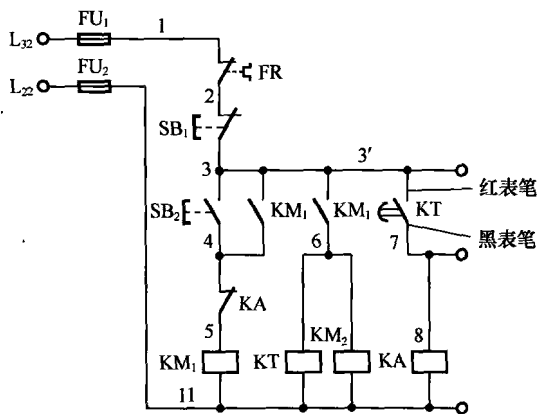 FU₁
1
L₃₂
FU₂
L₂₂
FR
2
SB₁
3
3′
红表笔
SB₂
KM₁
KM₁
KT
4
6
7
黑表笔
KA
5
KM₂
8
KM₁
KT
KA
11